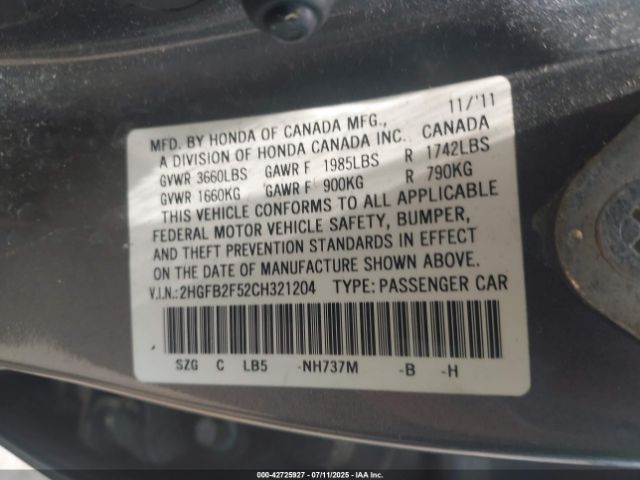 11/'11
MFD. BY HONDA OF CANADA MFG.,
A DIVISION OF HONDA CANADA INC. CANADA
GVWR 3660LBS GAWR F 1985LBS R 1742LBS
GVWR 1660KG GAWR F 900KG R 790KG
THIS VEHICLE CONFORMS TO ALL APPLICABLE
FEDERAL MOTOR VEHICLE SAFETY, BUMPER,
AND THEFT PREVENTION STANDARDS IN EFFECT
ON THE DATE OF MANUFACTURE SHOWN ABOVE.
V.I.N.:2HGFB2F52CH321204 TYPE: PASSENGER CAR
SZG C LB5 -NH737M -B -H
000-42725927 - 07/11/2025 - IAA Inc.